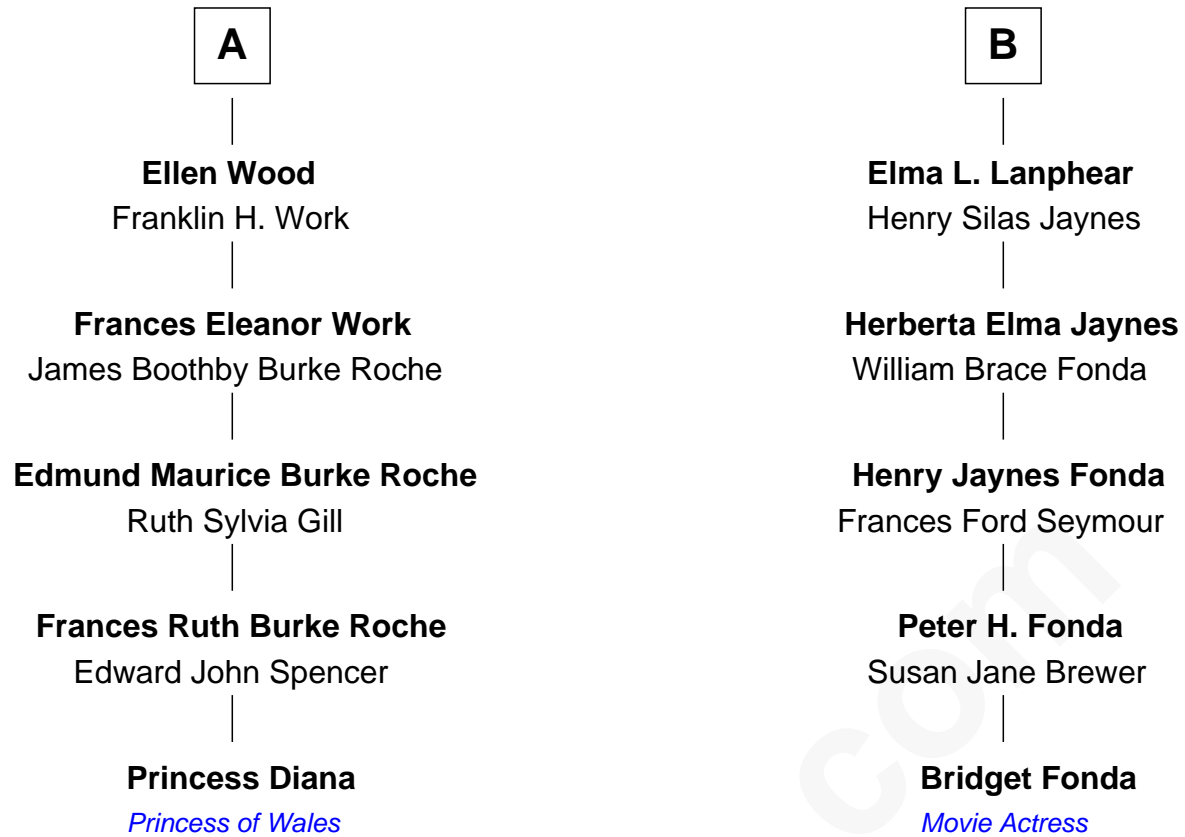 A
Ellen Wood
Franklin H. Work
Frances Eleanor Work
James Boothby Burke Roche
Edmund Maurice Burke Roche
Ruth Sylvia Gill
Frances Ruth Burke Roche
Edward John Spencer
Princess Diana
Princess of Wales
B
Elma L. Lanphear
Henry Silas Jaynes
Herberta Elma Jaynes
William Brace Fonda
Henry Jaynes Fonda
Frances Ford Seymour
Peter H. Fonda
Susan Jane Brewer
Bridget Fonda
Movie Actress
com